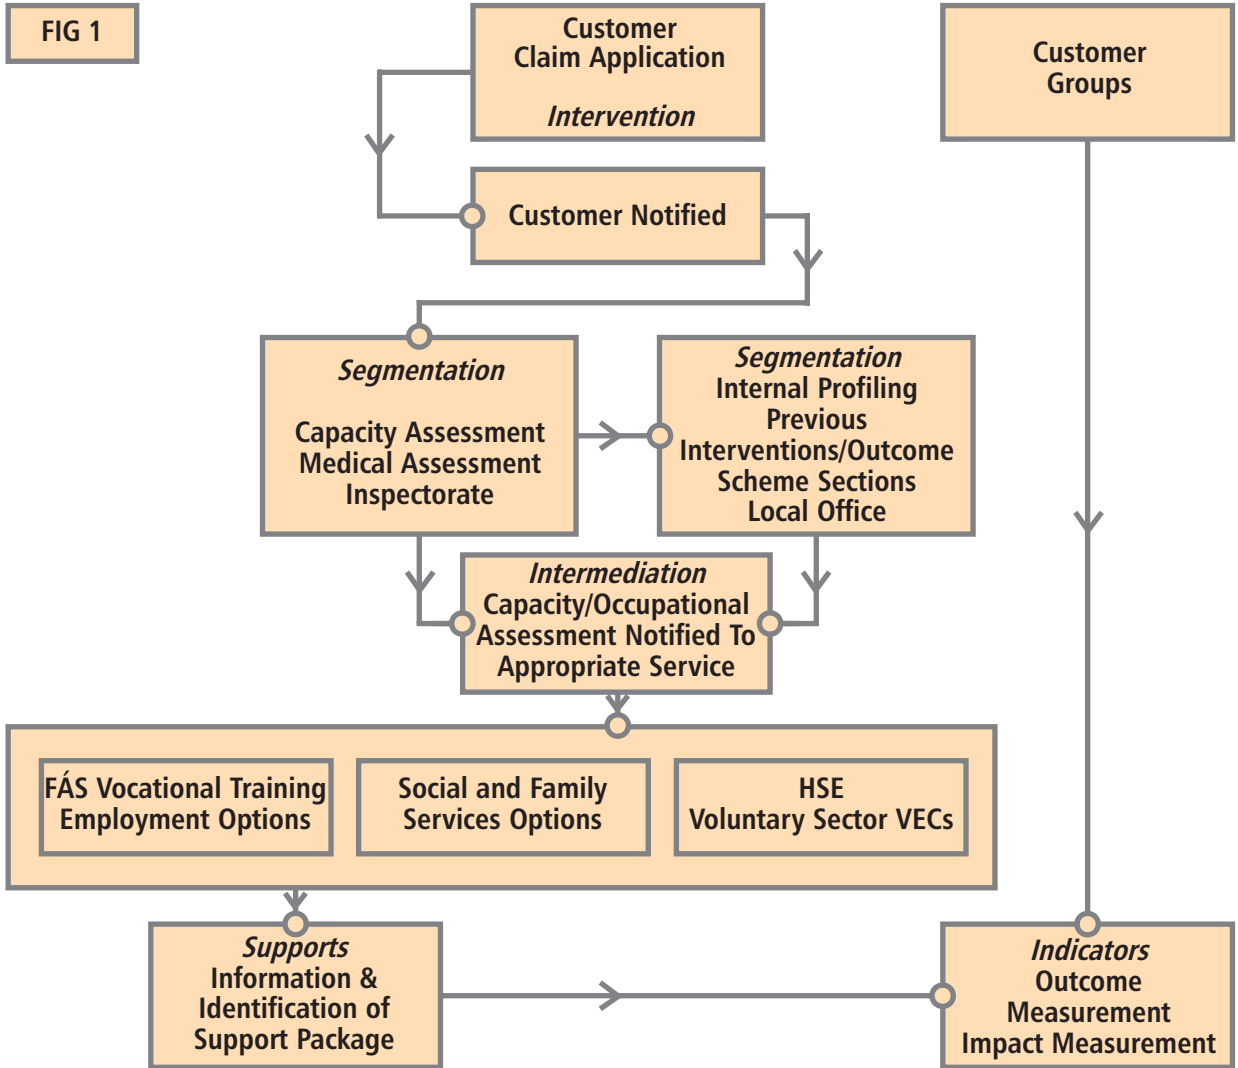 FIG 1
Customer
Claim Application
Intervention
Customer
Groups
Customer Notified
Segmentation
Capacity Assessment
Medical Assessment
Inspectorate
Segmentation
Internal Profiling
Previous
Interventions/Outcome
Scheme Sections
Local Office
Intermediation
Capacity/Occupational
Assessment Notified To
Appropriate Service
FÁS Vocational Training
Employment Options
Social and Family
Services Options
HSE
Voluntary Sector VECs
Supports
Information &
Identification of
Support Package
Indicators
Outcome
Measurement
Impact Measurement